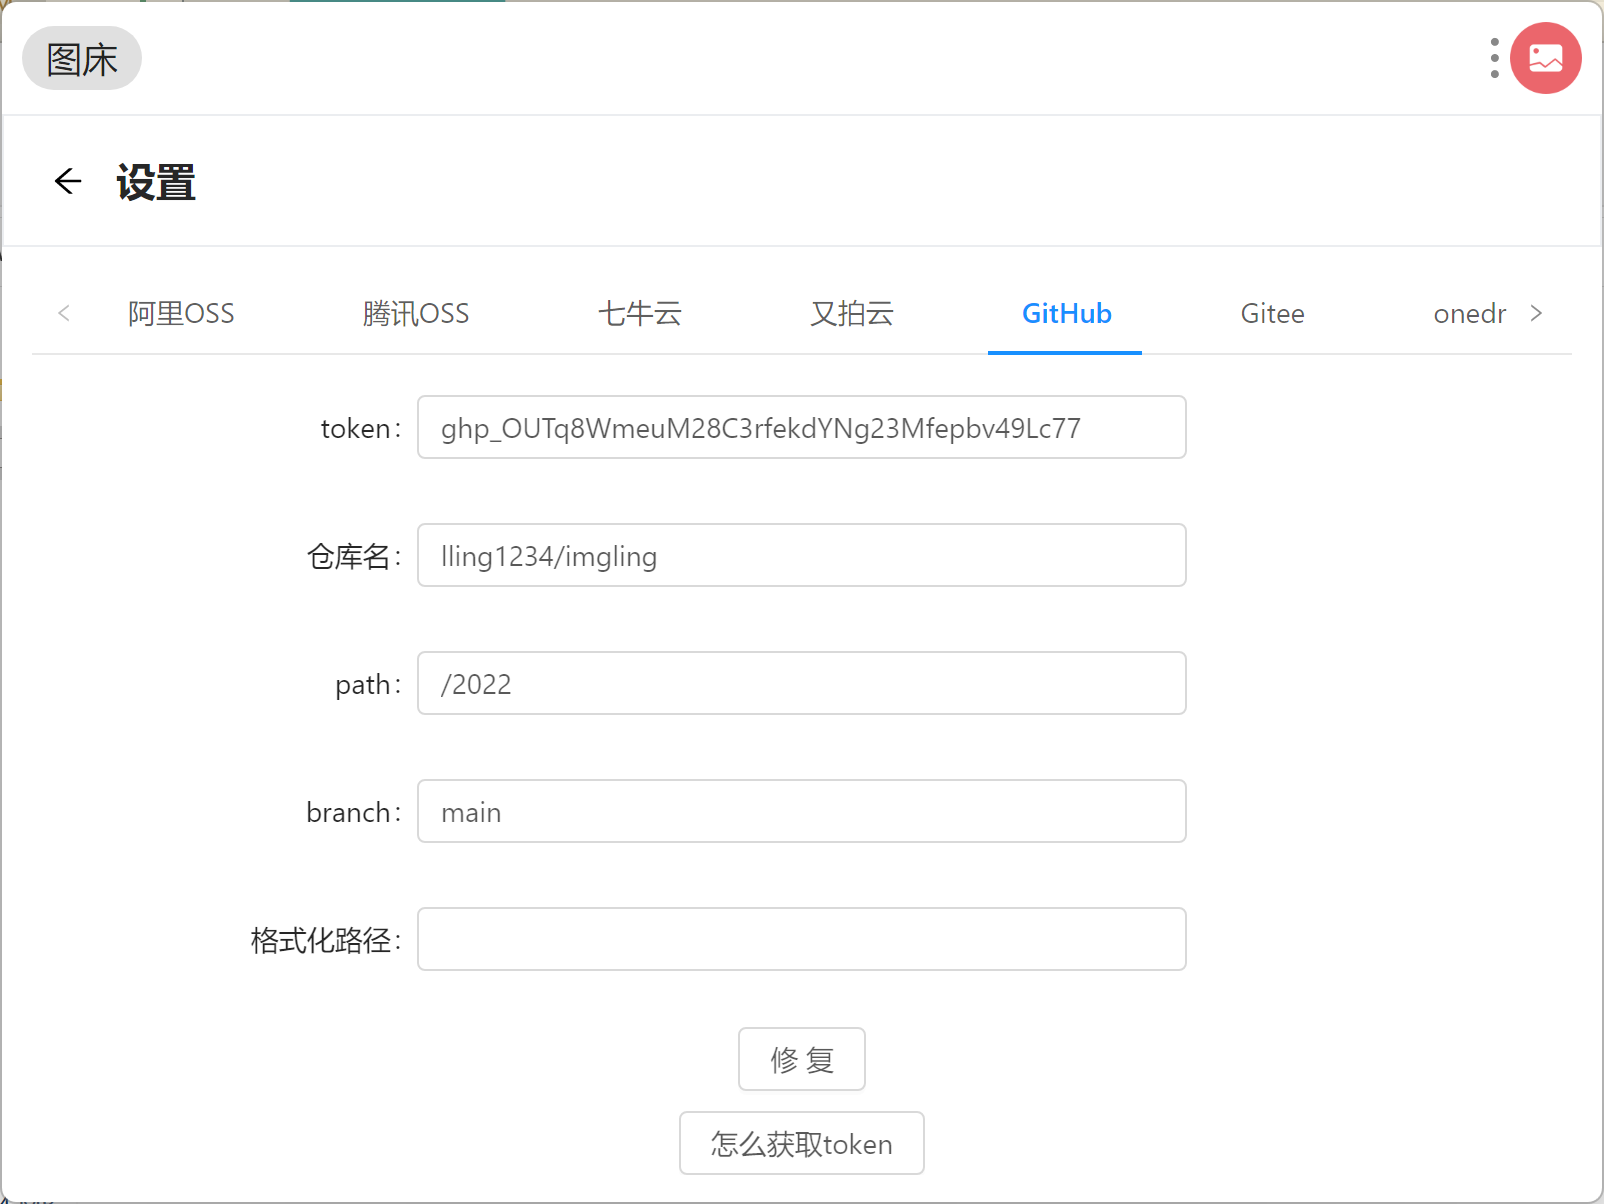 图床
设置
阿里OSS 腾讯OSS 七牛云 又拍云 GitHub Gitee onedr
token: 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
仓库名: lling1234/imgling
path: /2022
branch: main
格式化路径:
修 复
怎么获取token